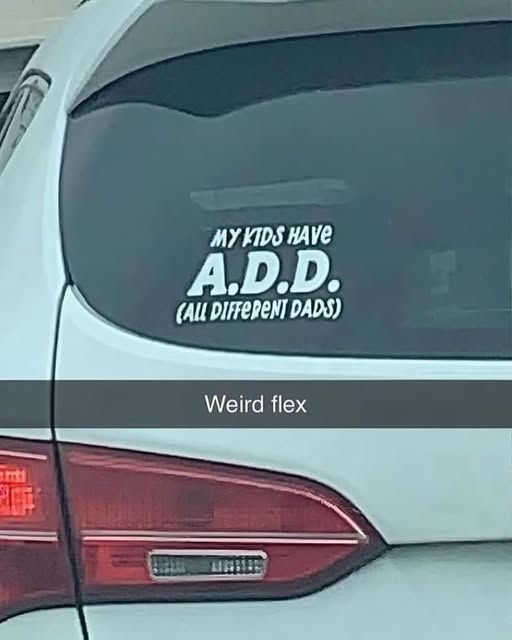 MY KIDS HAVE
A.D.D.
(ALL DIFFERENT DADS)
Weird flex